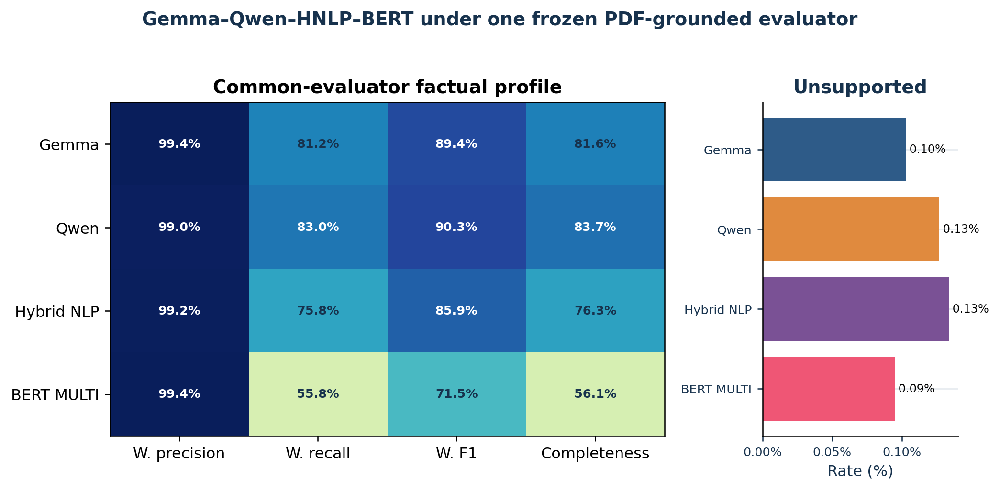 Gemma–Qwen–HNLP–BERT under one frozen PDF-grounded evaluator
Common-evaluator factual profile
Gemma 99.4% 81.2% 89.4% 81.6%
Qwen 99.0% 83.0% 90.3% 83.7%
Hybrid NLP 99.2% 75.8% 85.9% 76.3%
BERT MULTI 99.4% 55.8% 71.5% 56.1%
W. precision W. recall W. F1 Completeness
Unsupported
Gemma 0.10%
Qwen 0.13%
Hybrid NLP 0.13%
BERT MULTI 0.09%
0.00% 0.05% 0.10%
Rate (%)